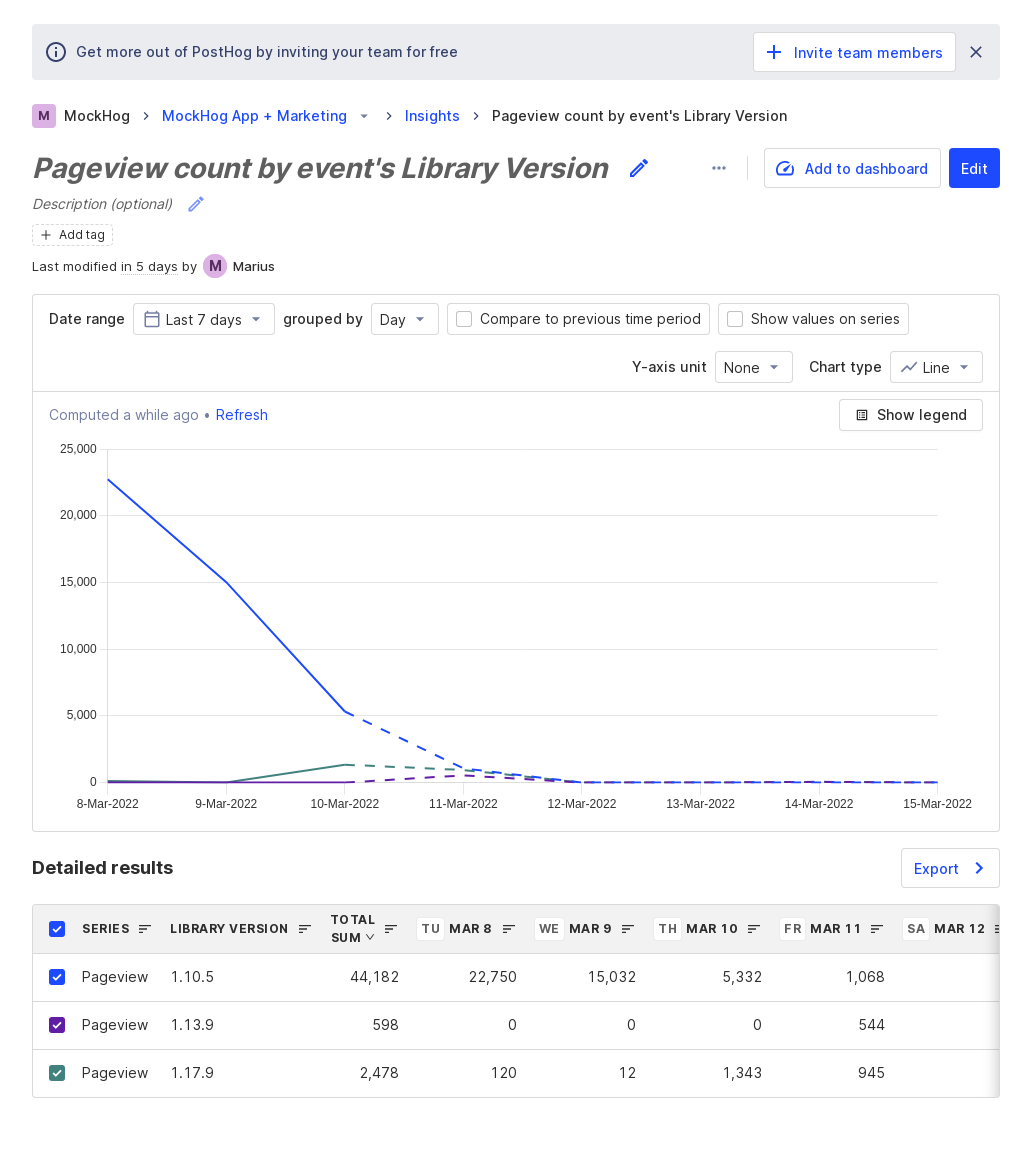 Get more out of PostHog by inviting your team for free
Invite team members
M MockHog MockHog App + Marketing Insights Pageview count by event's Library Version
Pageview count by event's Library Version
Add to dashboard
Edit
Description (optional)
Add tag
Last modified in 5 days by M Marius
Date range Last 7 days grouped by Day Compare to previous time period Show values on series
Y-axis unit None Chart type Line
Computed a while ago • Refresh
Show legend
25,000
20,000
15,000
10,000
5,000
0
8-Mar-2022 9-Mar-2022 10-Mar-2022 11-Mar-2022 12-Mar-2022 13-Mar-2022 14-Mar-2022 15-Mar-2022
Detailed results
Export
SERIES LIBRARY VERSION TOTAL SUM TU MAR 8 WE MAR 9 TH MAR 10 FR MAR 11 SA MAR 12
Pageview 1.10.5 44,182 22,750 15,032 5,332 1,068
Pageview 1.13.9 598 0 0 0 544
Pageview 1.17.9 2,478 120 12 1,343 945